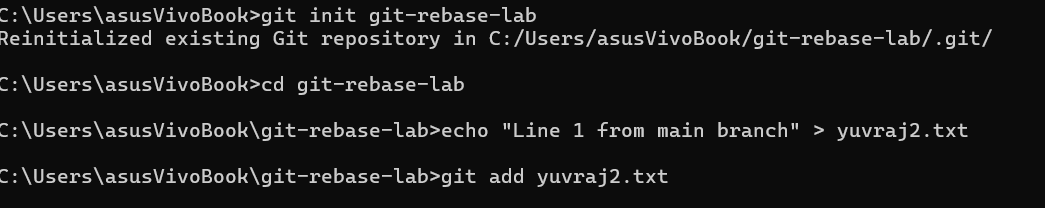 C:\Users\asusVivoBook>git init git-rebase-lab
Reinitialized existing Git repository in C:/Users/asusVivoBook/git-rebase-lab/.git/
C:\Users\asusVivoBook>cd git-rebase-lab
C:\Users\asusVivoBook\git-rebase-lab>echo "Line 1 from main branch" > yuvraj2.txt
C:\Users\asusVivoBook\git-rebase-lab>git add yuvraj2.txt